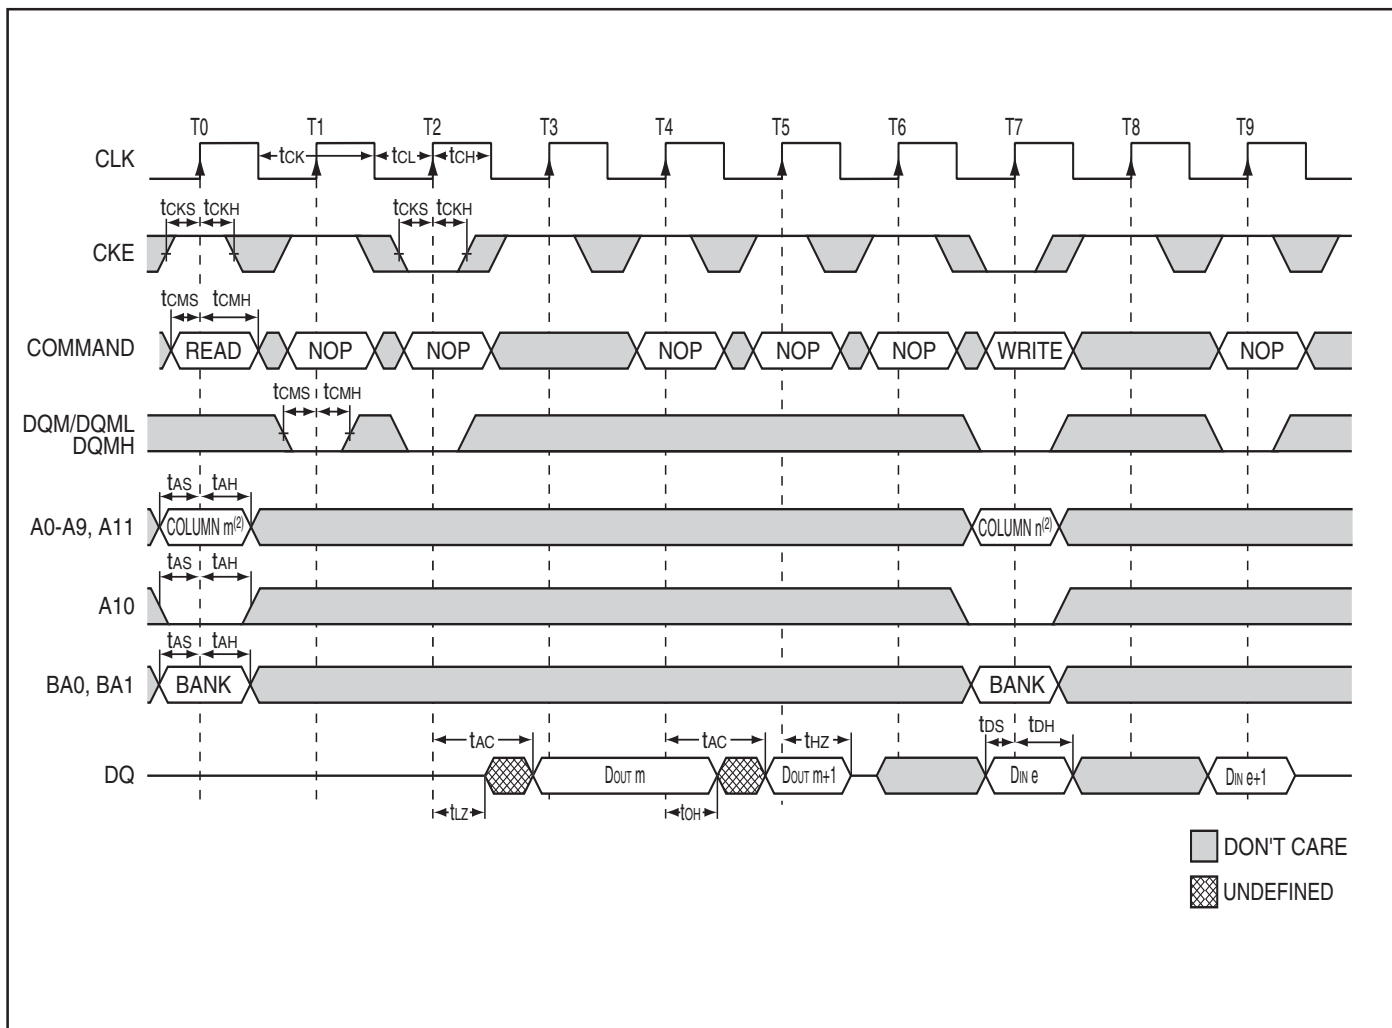 T0 T1 T2 T3 T4 T5 T6 T7 T8 T9
CLK tCK tCL tCH
tCKS tCKH tCKS tCKH
CKE
tCMS tCMH
COMMAND READ NOP NOP NOP NOP NOP WRITE NOP
tCMS tCMH
DQM/DQML
DQMH
tAS tAH
A0-A9, A11 COLUMN m(2) COLUMN n(2)
tAS tAH
A10
tAS tAH
BA0, BA1 BANK BANK
tAC tAC tHZ tDS tDH
DQ DOUT m DOUT m+1 DIN e DIN e+1
tLZ tOH
DON'T CARE
UNDEFINED